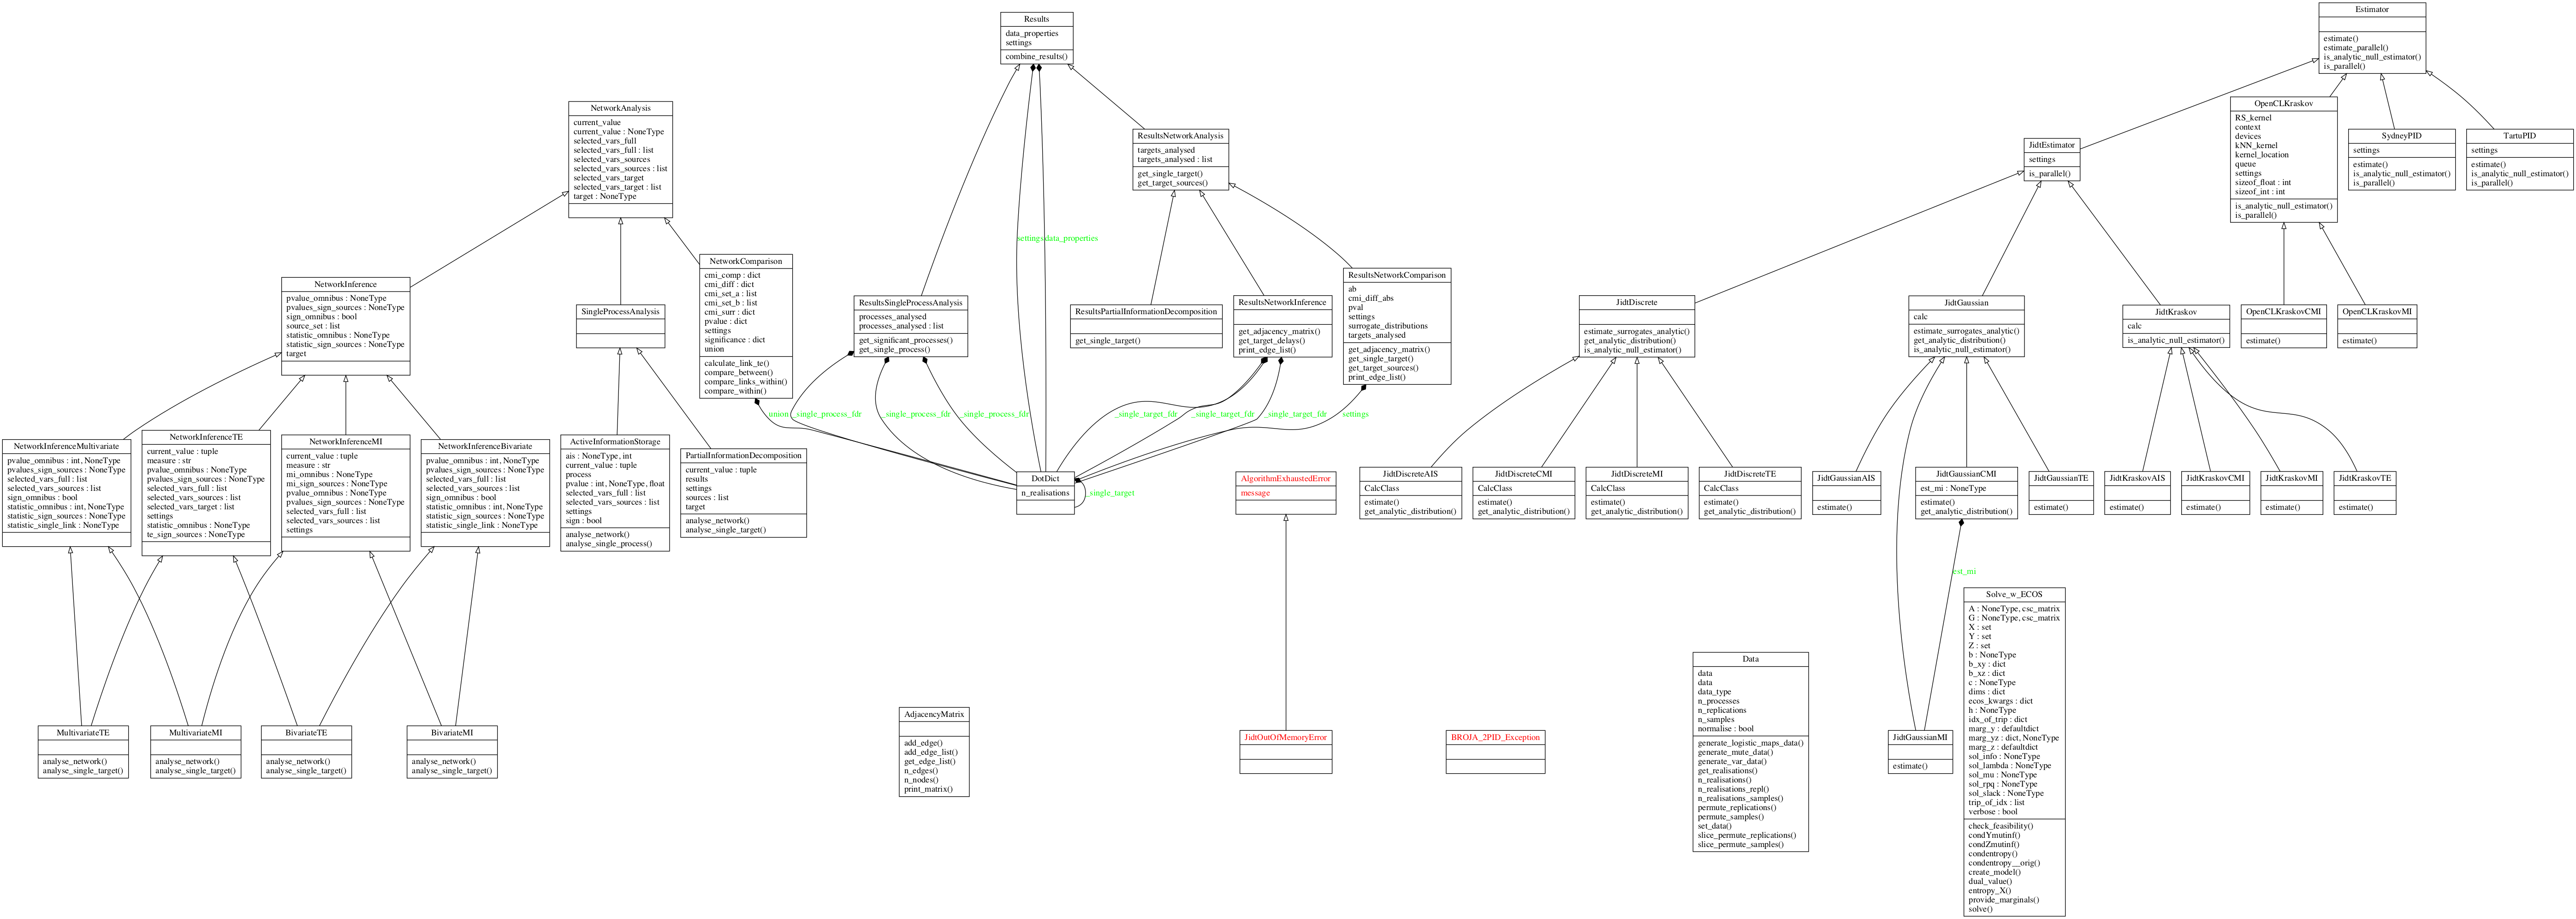 Results
data_properties
settings
combine_results()
Estimator
estimate()
estimate_parallel()
is_analytic_null_estimator()
is_parallel()
NetworkAnalysis
current_value
current_value : NoneType
selected_vars_full
selected_vars_full : list
selected_vars_sources
selected_vars_sources : list
selected_vars_target
selected_vars_target : list
target : NoneType
ResultsNetworkAnalysis
targets_analysed
targets_analysed : list
get_single_target()
get_target_sources()
JidtEstimator
settings
is_parallel()
OpenCLKraskov
RS_kernel
context
devices
kNN_kernel
kernel_location
queue
settings
sizeof_float : int
sizeof_int : int
is_analytic_null_estimator()
is_parallel()
SydneyPID
settings
estimate()
is_analytic_null_estimator()
is_parallel()
TartuPID
settings
estimate()
is_analytic_null_estimator()
is_parallel()
settings
data_properties
NetworkInference
pvalue_omnibus : NoneType
pvalues_sign_sources : NoneType
sign_omnibus : bool
source_set : list
statistic_omnibus : NoneType
statistic_sign_sources : NoneType
target
SingleProcessAnalysis
NetworkComparison
cmi_comp : dict
cmi_diff : dict
cmi_set_a : list
cmi_set_b : list
cmi_surr : dict
pvalue : dict
settings
significance : dict
union
calculate_link_te()
compare_between()
compare_links_within()
compare_within()
ResultsSingleProcessAnalysis
processes_analysed
processes_analysed : list
get_significant_processes()
get_single_process()
ResultsPartialInformationDecomposition
get_single_target()
ResultsNetworkInference
get_adjacency_matrix()
get_target_delays()
print_edge_list()
ResultsNetworkComparison
ab
cmi_diff_abs
pval
settings
surrogate_distributions
targets_analysed
get_adjacency_matrix()
get_single_target()
get_target_sources()
print_edge_list()
JidtDiscrete
estimate_surrogates_analytic()
get_analytic_distribution()
is_analytic_null_estimator()
JidtGaussian
calc
estimate_surrogates_analytic()
get_analytic_distribution()
is_analytic_null_estimator()
JidtKraskov
calc
is_analytic_null_estimator()
OpenCLKraskovCMI
estimate()
OpenCLKraskovMI
estimate()
union
_single_process_fdr
_single_process_fdr
_single_process_fdr
_single_target_fdr
_single_target_fdr
_single_target_fdr
settings
NetworkInferenceMultivariate
pvalue_omnibus : int, NoneType
pvalues_sign_sources : NoneType
selected_vars_full : list
selected_vars_sources : list
sign_omnibus : bool
statistic_omnibus : int, NoneType
statistic_sign_sources : NoneType
statistic_single_link : NoneType
NetworkInferenceTE
current_value : tuple
measure : str
pvalue_omnibus : NoneType
pvalues_sign_sources : NoneType
selected_vars_full : list
selected_vars_sources : list
selected_vars_target : list
settings
statistic_omnibus : NoneType
te_sign_sources : NoneType
NetworkInferenceMI
current_value : tuple
measure : str
mi_omnibus : NoneType
mi_sign_sources : NoneType
pvalue_omnibus : NoneType
pvalues_sign_sources : NoneType
selected_vars_full : list
selected_vars_sources : list
settings
NetworkInferenceBivariate
pvalue_omnibus : int, NoneType
pvalues_sign_sources : NoneType
selected_vars_full : list
selected_vars_sources : list
sign_omnibus : bool
statistic_omnibus : int, NoneType
statistic_sign_sources : NoneType
statistic_single_link : NoneType
ActiveInformationStorage
ais : NoneType, int
current_value : tuple
process
pvalue : int, NoneType, float
selected_vars_full : list
selected_vars_sources : list
settings
sign : bool
analyse_network()
analyse_single_process()
PartialInformationDecomposition
current_value : tuple
results
settings
sources : list
target
analyse_network()
analyse_single_target()
DotDict
n_realisations
_single_target
AlgorithmExhaustedError
message
JidtDiscreteAIS
CalcClass
estimate()
get_analytic_distribution()
JidtDiscreteCMI
CalcClass
estimate()
get_analytic_distribution()
JidtDiscreteMI
CalcClass
estimate()
get_analytic_distribution()
JidtDiscreteTE
CalcClass
estimate()
get_analytic_distribution()
JidtGaussianAIS
estimate()
JidtGaussianCMI
est_mi : NoneType
estimate()
get_analytic_distribution()
JidtGaussianTE
estimate()
JidtKraskovAIS
estimate()
JidtKraskovCMI
estimate()
JidtKraskovMI
estimate()
JidtKraskovTE
estimate()
est_mi
MultivariateTE
analyse_network()
analyse_single_target()
MultivariateMI
analyse_network()
analyse_single_target()
BivariateTE
analyse_network()
analyse_single_target()
BivariateMI
analyse_network()
analyse_single_target()
AdjacencyMatrix
add_edge()
add_edge_list()
get_edge_list()
n_edges()
n_nodes()
print_matrix()
JidtOutOfMemoryError
BROJA_2PID_Exception
Data
data
data
data_type
n_processes
n_replications
n_samples
normalise : bool
generate_logistic_maps_data()
generate_mute_data()
generate_var_data()
get_realisations()
n_realisations()
n_realisations_repl()
n_realisations_samples()
permute_replications()
permute_samples()
set_data()
slice_permute_replications()
slice_permute_samples()
JidtGaussianMI
estimate()
Solve_w_ECOS
A : NoneType, csc_matrix
G : NoneType, csc_matrix
X : set
Y : set
Z : set
b : NoneType
b_xy : dict
b_xz : dict
c : NoneType
dims : dict
ecos_kwargs : dict
h : NoneType
idx_of_trip : dict
marg_y : defaultdict
marg_yz : dict, NoneType
marg_z : defaultdict
sol_info : NoneType
sol_lambda : NoneType
sol_mu : NoneType
sol_rpq : NoneType
sol_slack : NoneType
trip_of_idx : list
verbose : bool
check_feasibility()
condYmutinf()
condZmutinf()
condentropy()
condentropy__orig()
create_model()
dual_value()
entropy_X()
provide_marginals()
solve()